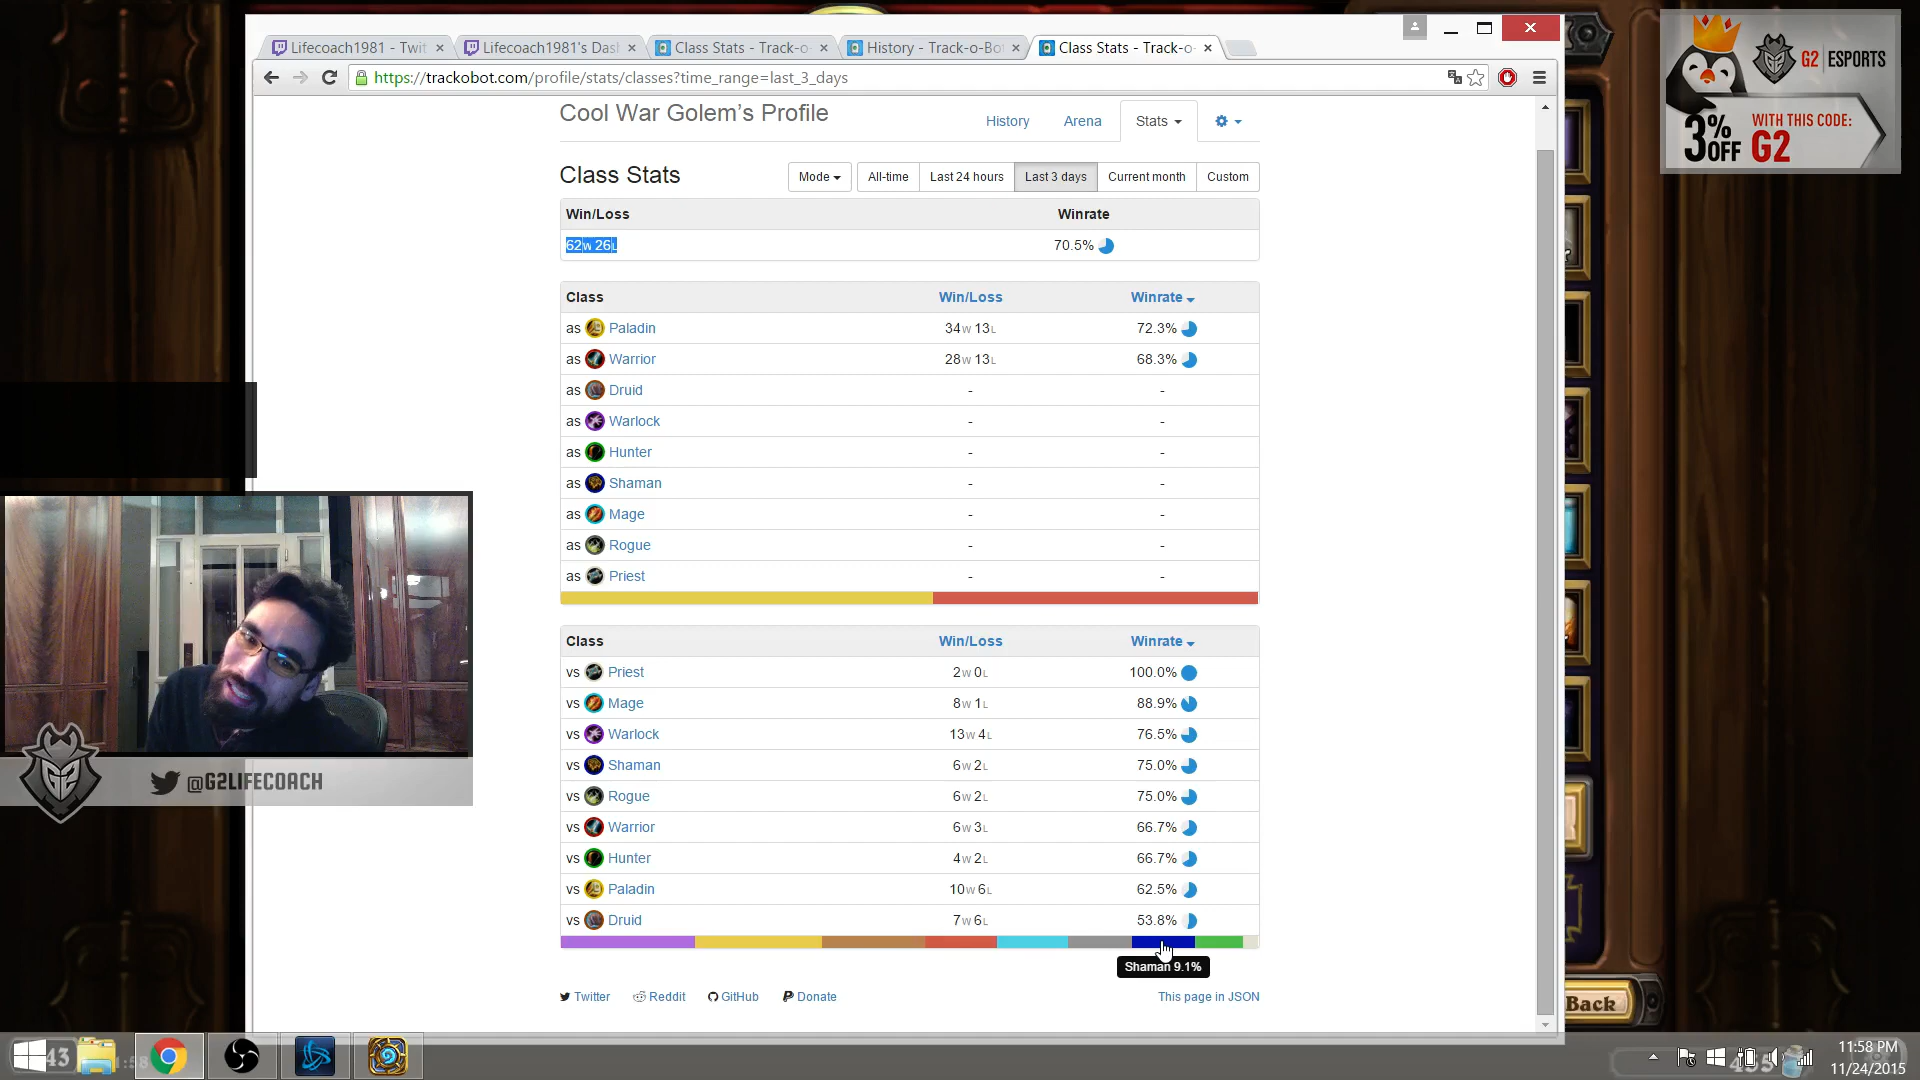 Lifecoach1981 - Twit
Lifecoach1981's Das
Class Stats - Track-o-
History - Track-o-Bot
Class Stats - Track-o-
https://trackobot.com/profile/stats/classes?time_range=last_3_days
G2 ESPORTS
3% OFF
WITH THIS CODE:
G2
Cool War Golem's Profile
History
Arena
Stats
Class Stats
Mode
All-time
Last 24 hours
Last 3 days
Current month
Custom
Win/Loss Winrate
62W 26L 70.5%
Class Win/Loss Winrate
as Paladin 34W 13L 72.3%
as Warrior 28W 13L 68.3%
as Druid - -
as Warlock - -
as Hunter - -
as Shaman - -
as Mage - -
as Rogue - -
as Priest - -
Class Win/Loss Winrate
vs Priest 2W 0L 100.0%
vs Mage 8W 1L 88.9%
vs Warlock 13W 4L 76.5%
vs Shaman 6W 2L 75.0%
vs Rogue 6W 2L 75.0%
vs Warrior 6W 3L 66.7%
vs Hunter 4W 2L 66.7%
vs Paladin 10W 6L 62.5%
vs Druid 7W 6L 53.8%
Shaman 9.1%
Twitter
Reddit
GitHub
Donate
This page in JSON
@G2LIFECOACH
Back
11:58 PM
11/24/2015